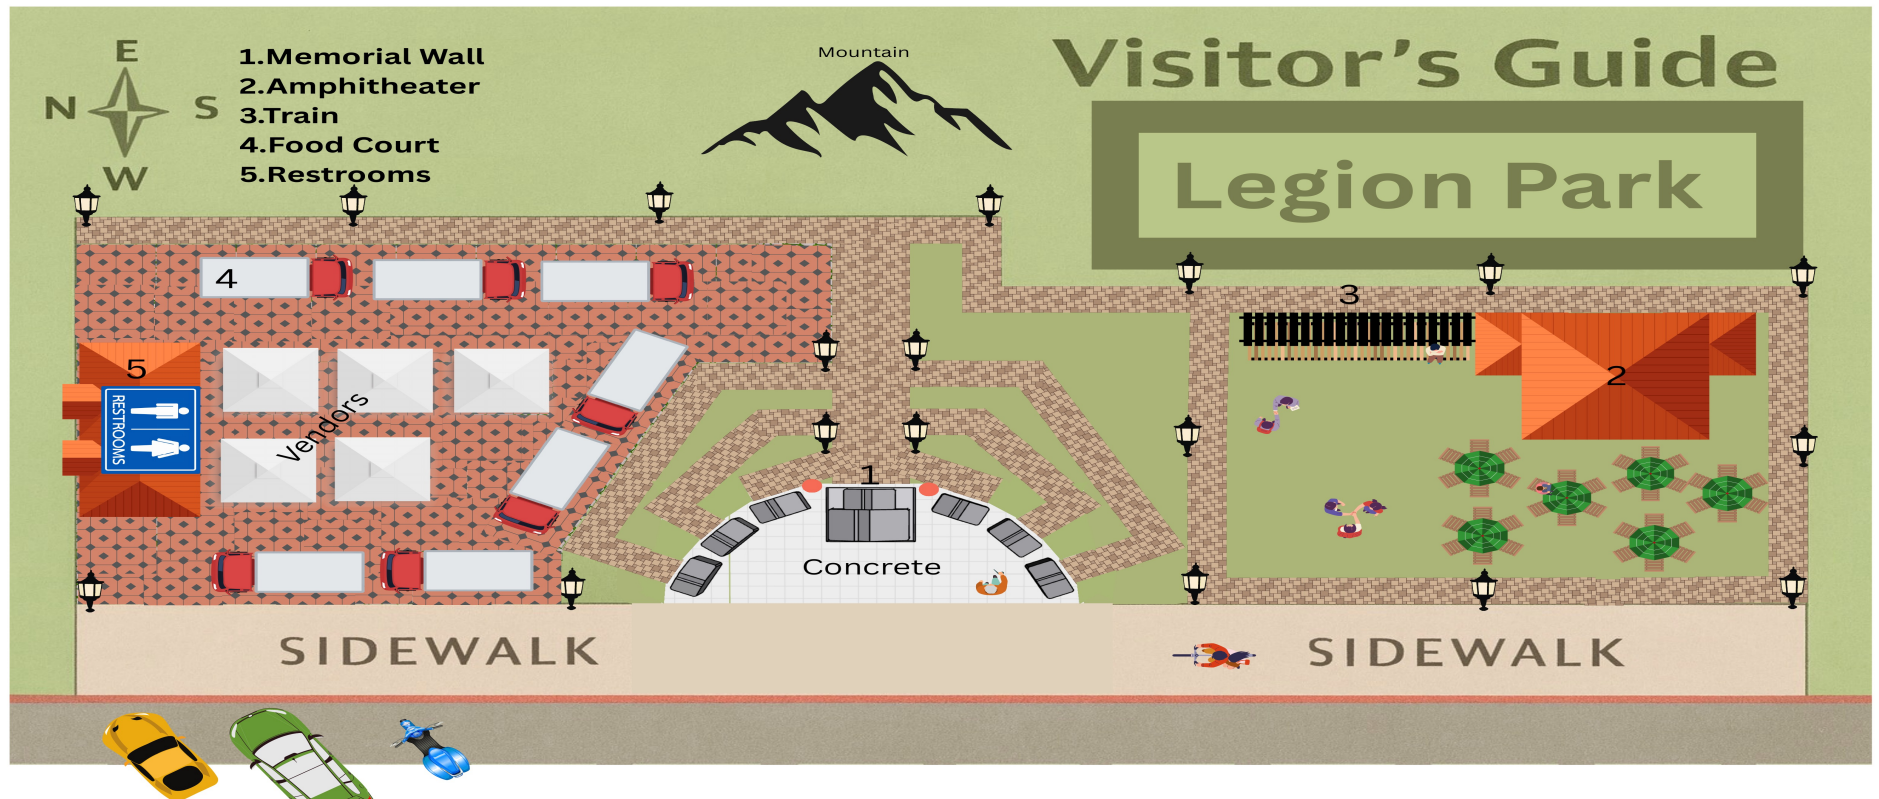 E
N
S
W
1.Memorial Wall
2.Amphitheater
3.Train
4.Food Court
5.Restrooms
Mountain
Visitor's Guide
Legion Park
4
3
5
2
RESTROOMS
Vendors
1
Concrete
SIDEWALK
SIDEWALK